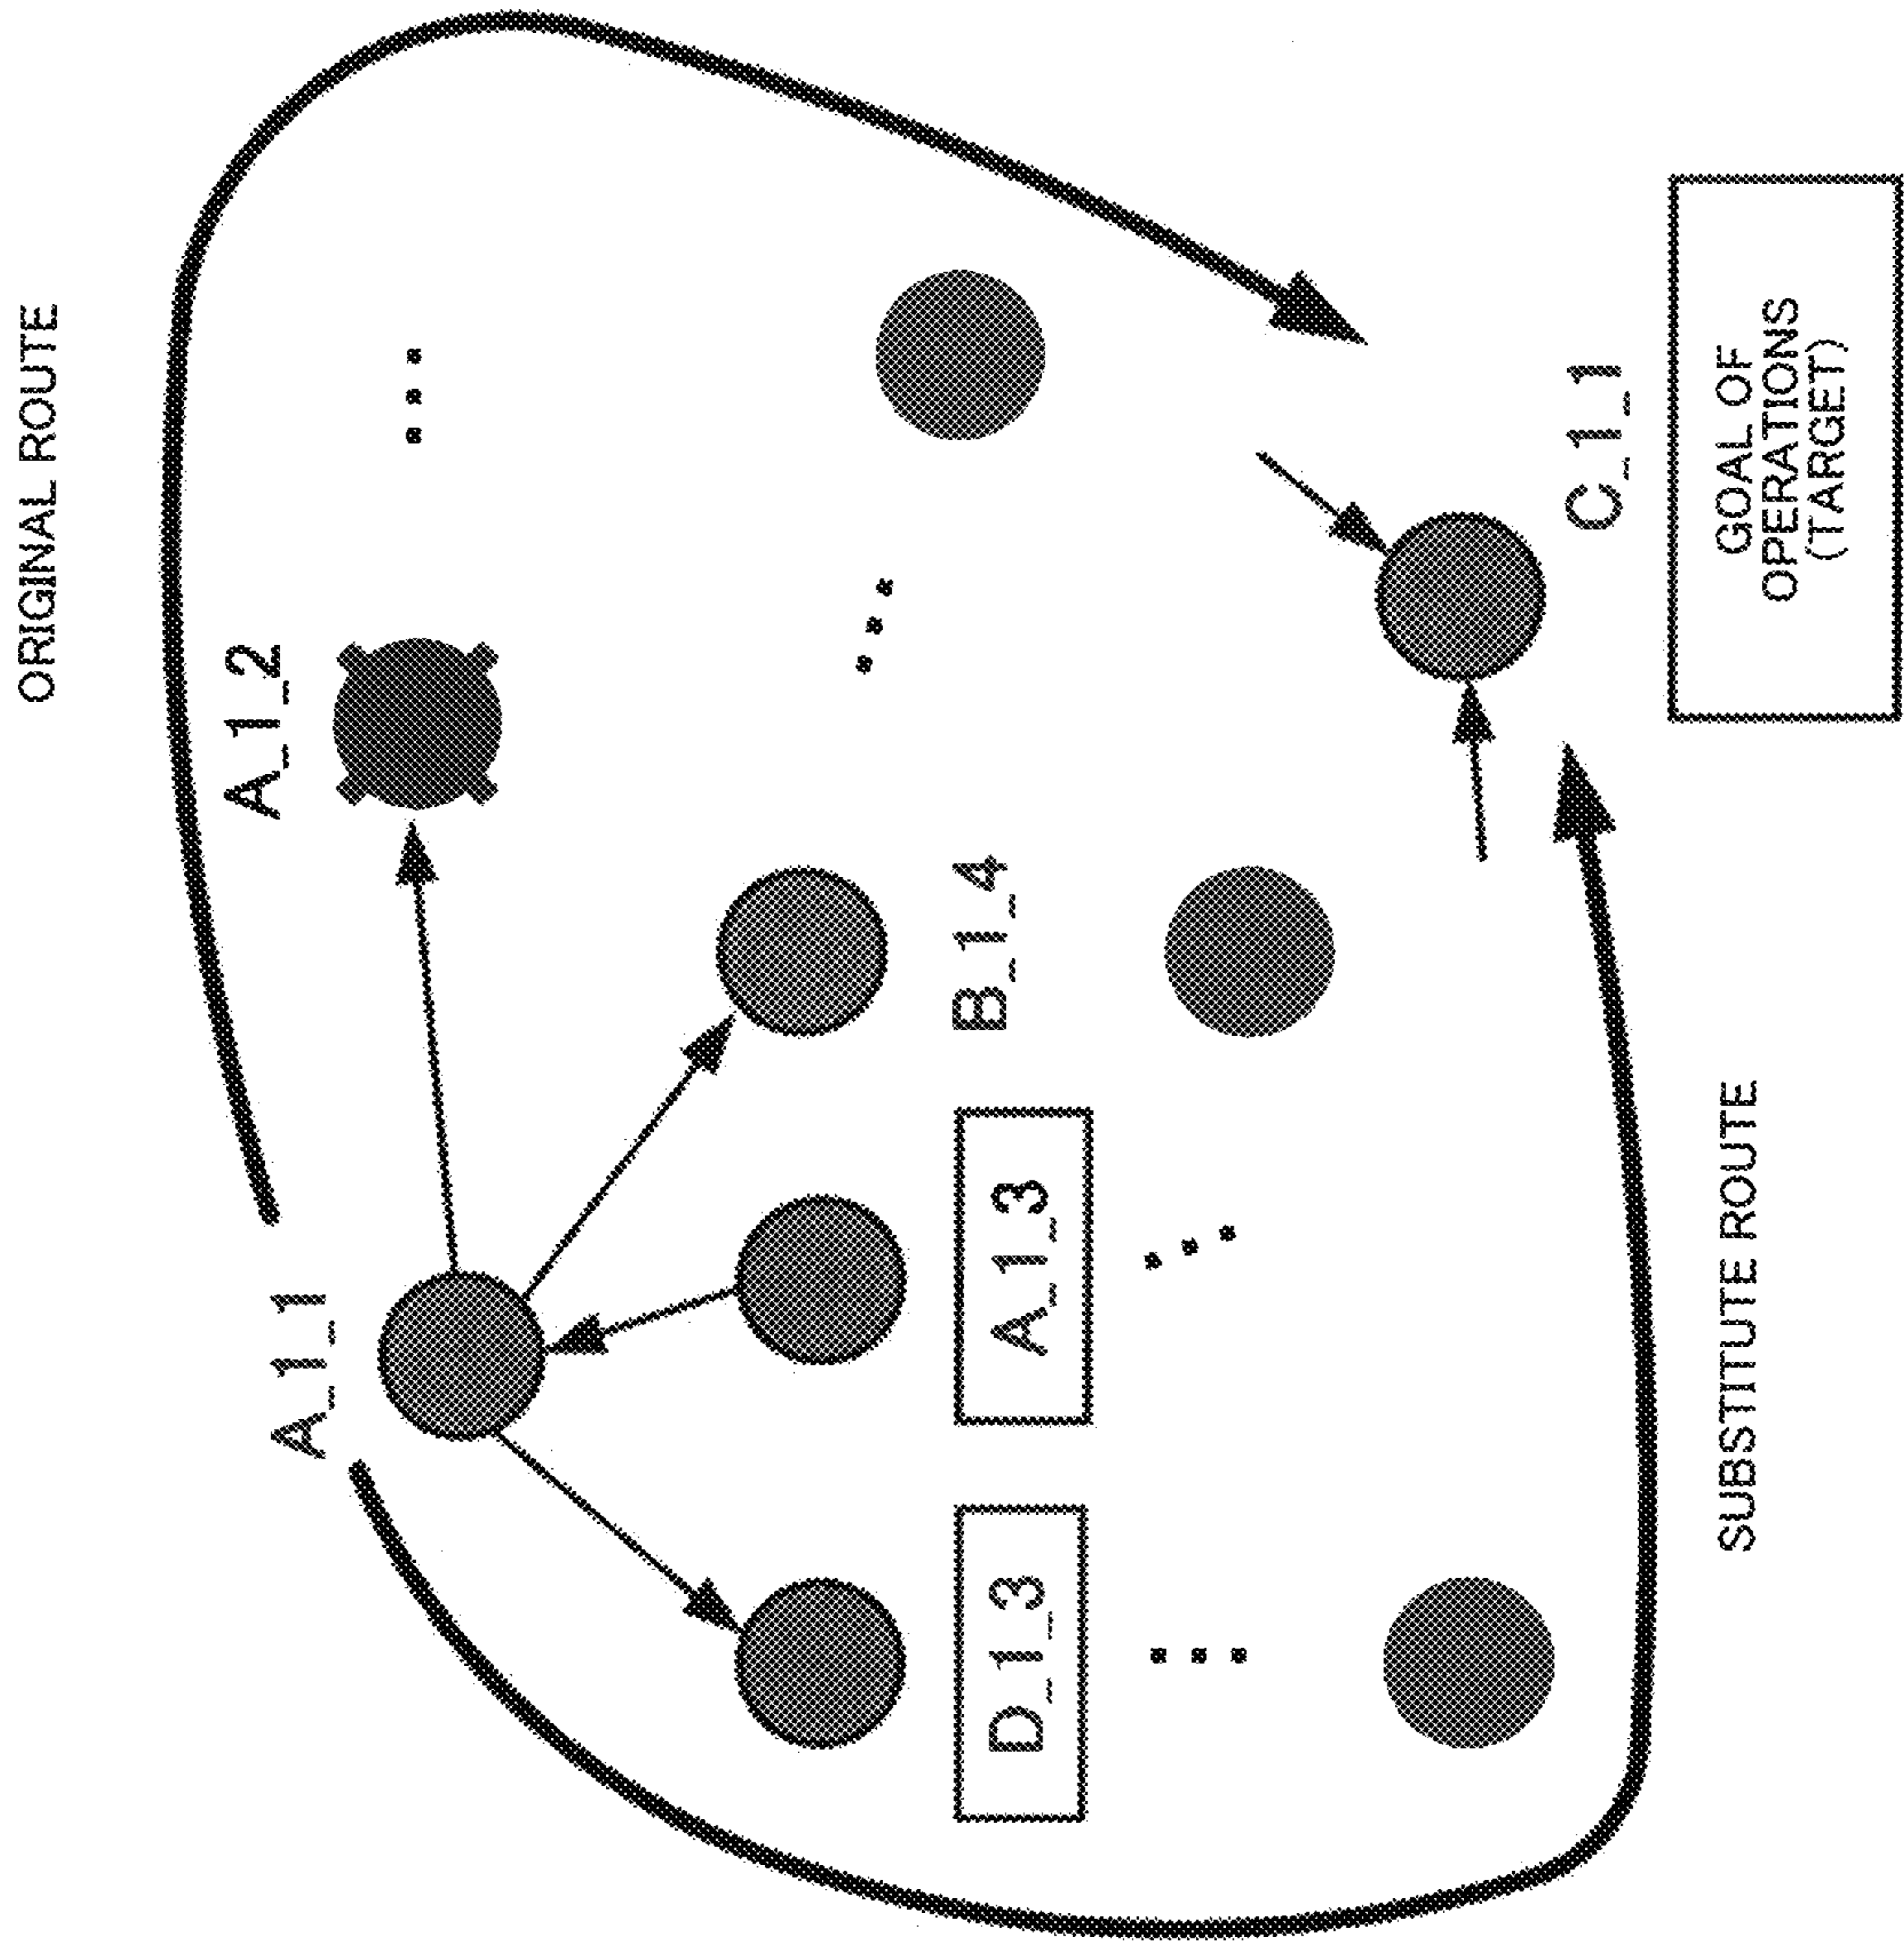 ORIGINAL ROUTE
A_1_1
A_1_2
B_1_4
A_1_3
D_1_3
C_1_1
GOAL OF
OPERATIONS
(TARGET)
SUBSTITUTE ROUTE